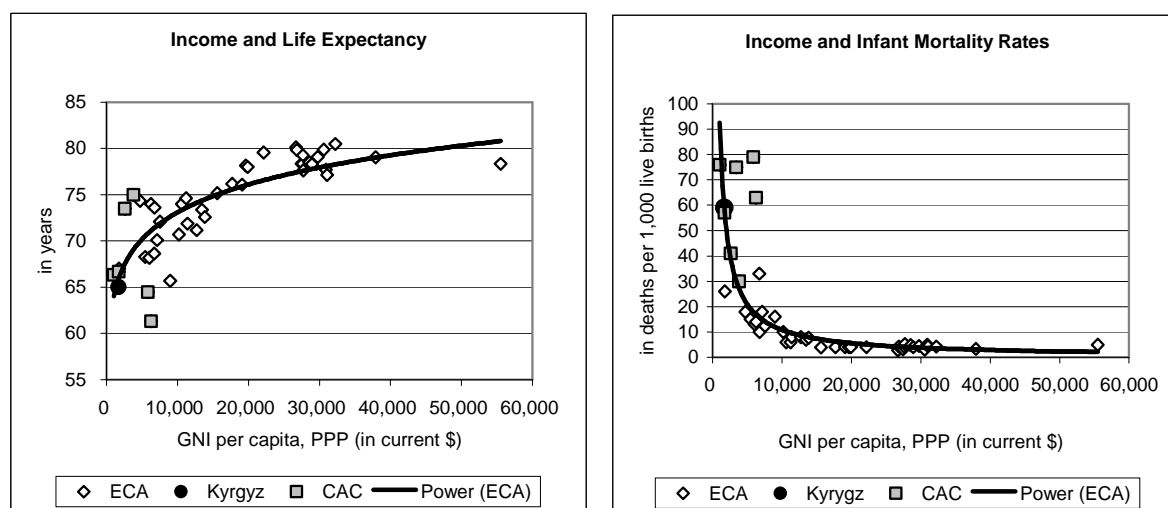 Income and Life Expectancy
85
80
75
70
65
60
55
in years
0 10,000 20,000 30,000 40,000 50,000 60,000
GNI per capita, PPP (in current $)
ECA Kyrgyz CAC Power (ECA)
Income and Infant Mortality Rates
100
90
80
70
60
50
40
30
20
10
0
in deaths per 1,000 live births
0 10,000 20,000 30,000 40,000 50,000 60,000
GNI per capita, PPP (in current $)
ECA Kyrygz CAC Power (ECA)